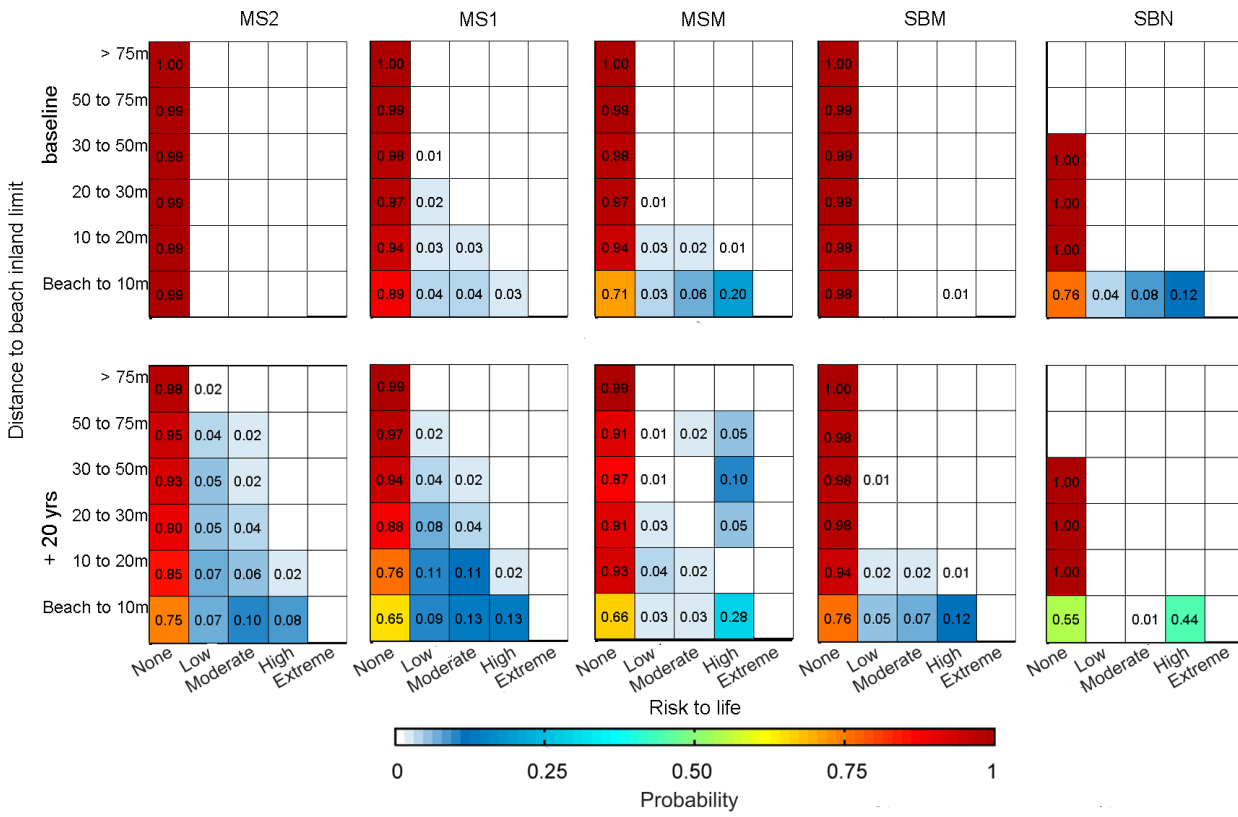 MS2 MS1 MSM SBM SBN
Distance to beach inland limit
baseline
> 75m 1.00 1.00 1.00 1.00
50 to 75m 0.99 0.99 0.99 0.99
30 to 50m 0.99 0.98 0.01 0.98 0.99 1.00
20 to 30m 0.99 0.97 0.02 0.97 0.01 0.99 1.00
10 to 20m 0.99 0.94 0.03 0.03 0.94 0.03 0.02 0.01 0.98 1.00
Beach to 10m 0.99 0.89 0.04 0.04 0.03 0.71 0.03 0.06 0.20 0.98 0.01 0.76 0.04 0.08 0.12
+ 20 yrs
> 75m 0.98 0.02 0.99 0.99 1.00
50 to 75m 0.95 0.04 0.02 0.97 0.02 0.91 0.01 0.02 0.05 0.98
30 to 50m 0.93 0.05 0.02 0.94 0.04 0.02 0.87 0.01 0.10 0.98 0.01 1.00
20 to 30m 0.90 0.05 0.04 0.88 0.08 0.04 0.91 0.03 0.05 0.98 1.00
10 to 20m 0.85 0.07 0.06 0.02 0.76 0.11 0.11 0.02 0.93 0.04 0.02 0.94 0.02 0.02 0.01 1.00
Beach to 10m 0.75 0.07 0.10 0.08 0.65 0.09 0.13 0.13 0.66 0.03 0.03 0.28 0.76 0.05 0.07 0.12 0.55 0.01 0.44
None Low Moderate High Extreme None Low Moderate High Extreme None Low Moderate High Extreme None Low Moderate High Extreme None Low Moderate High Extreme
Risk to life
0 0.25 0.50 0.75 1
Probability